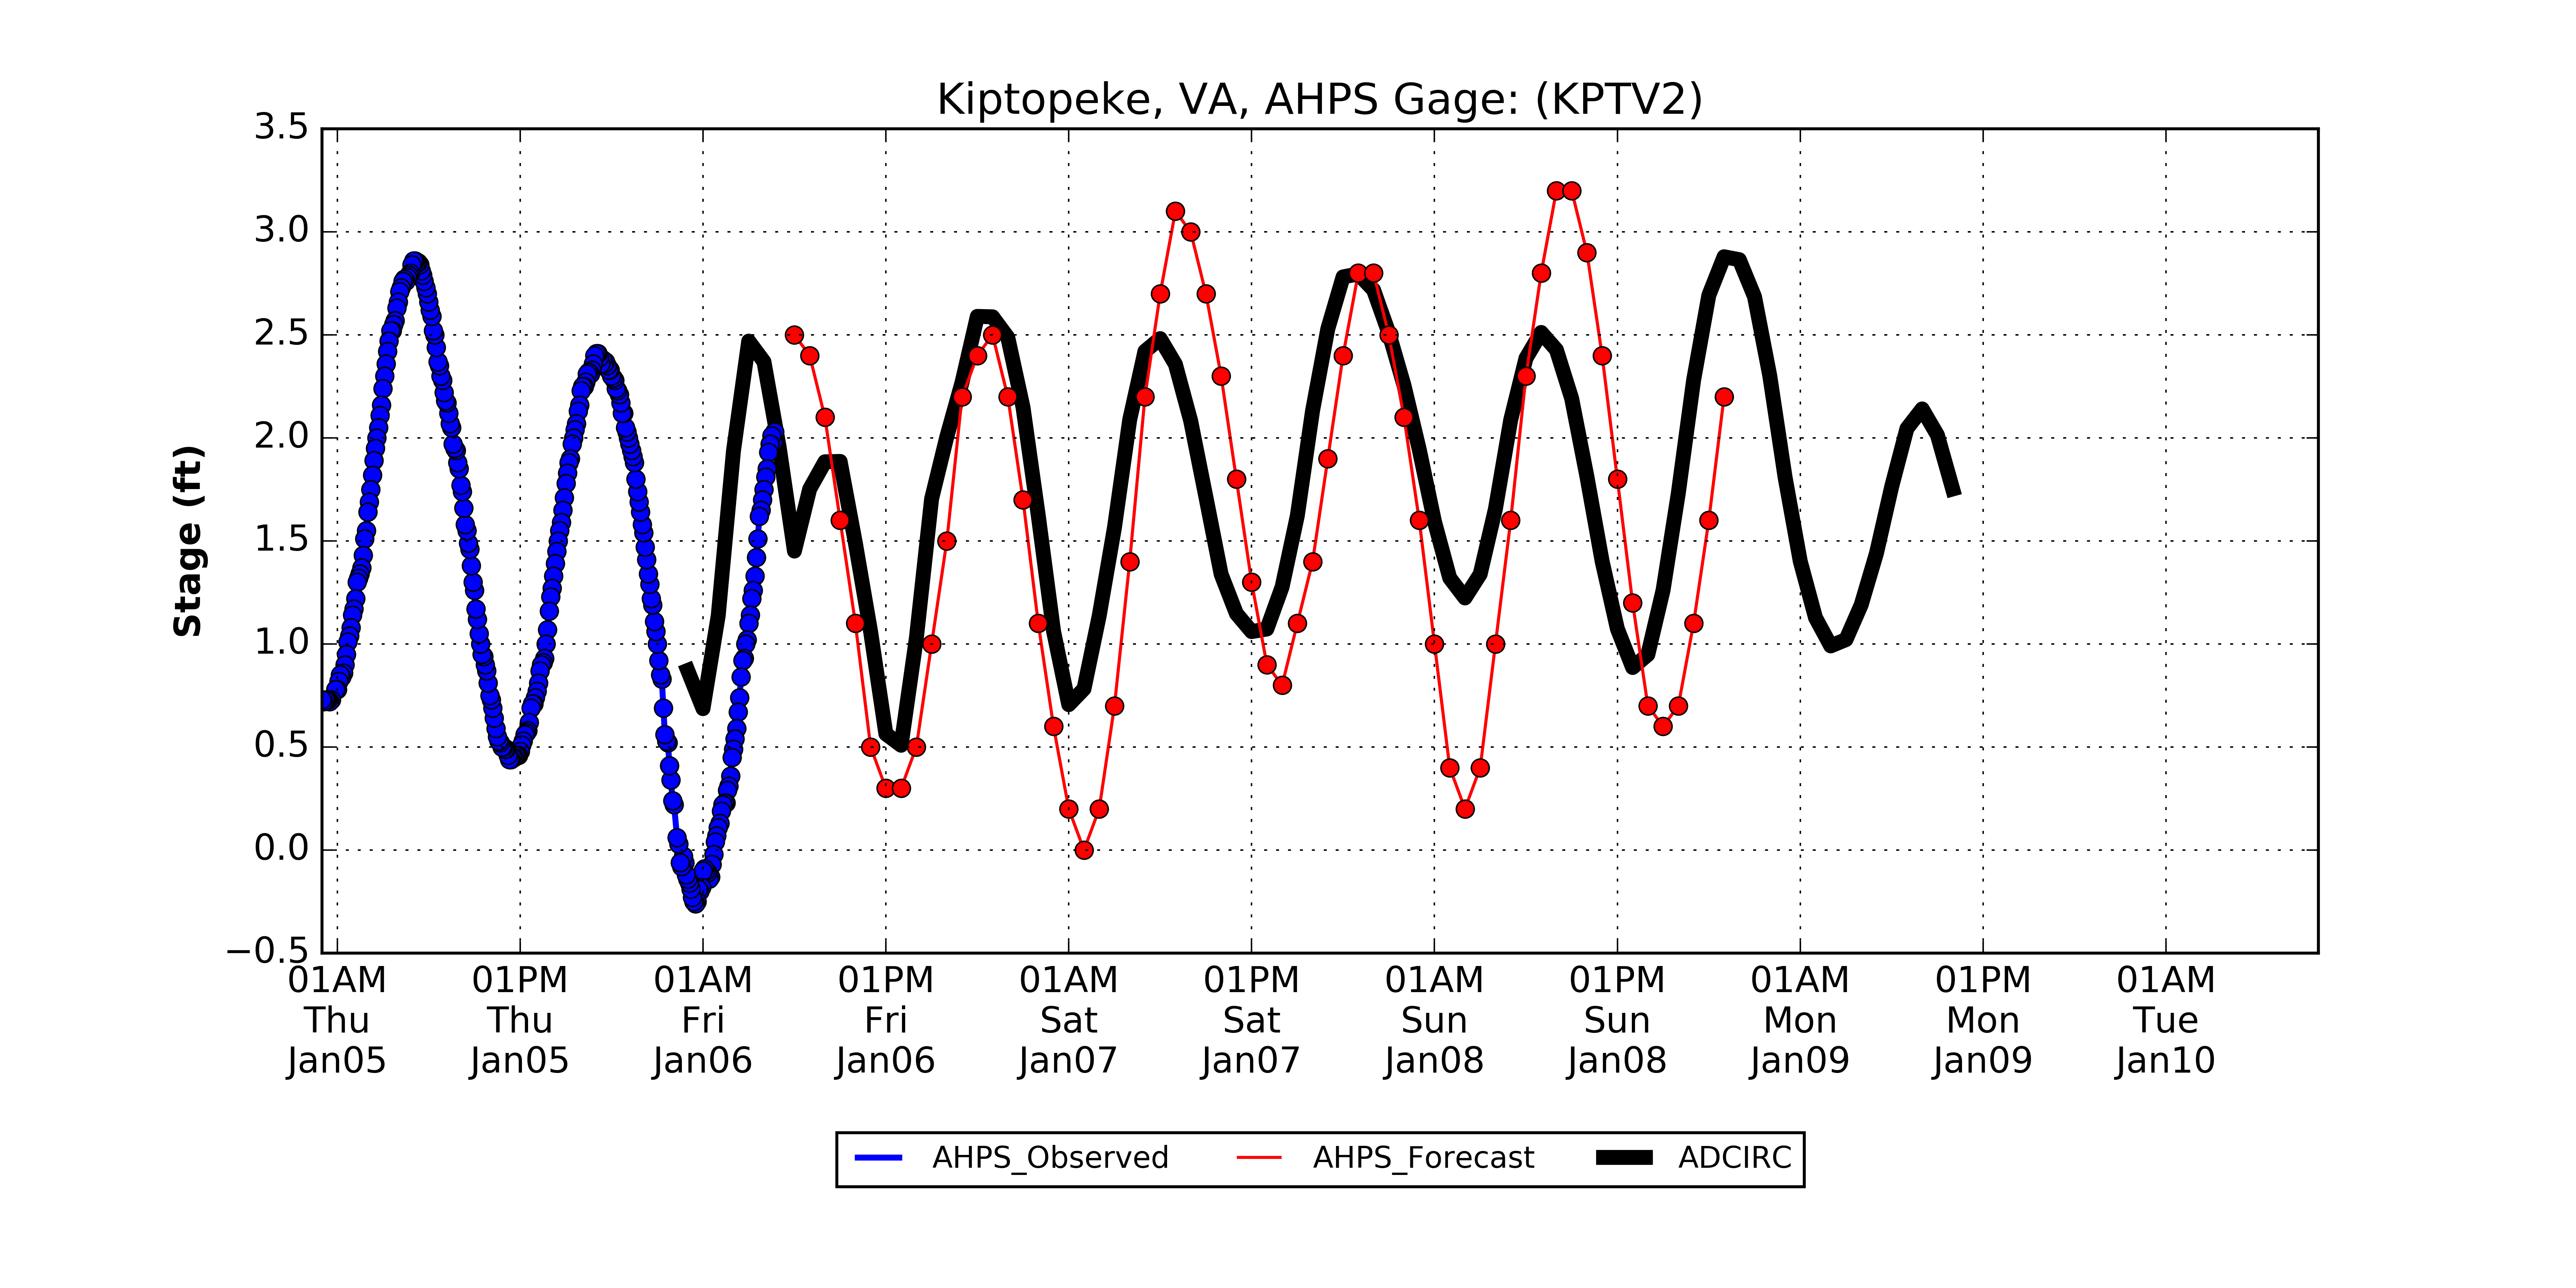 Kiptopeke, VA, AHPS Gage: (KPTV2)
3.5
3.0
2.5
2.0
1.5
1.0
0.5
0.0
−0.5
Stage (ft)
01AM 01PM 01AM 01PM 01AM 01PM 01AM 01PM 01AM 01PM 01AM
Thu Thu Fri Fri Sat Sat Sun Sun Mon Mon Tue
Jan05 Jan05 Jan06 Jan06 Jan07 Jan07 Jan08 Jan08 Jan09 Jan09 Jan10
AHPS_Observed AHPS_Forecast ADCIRC